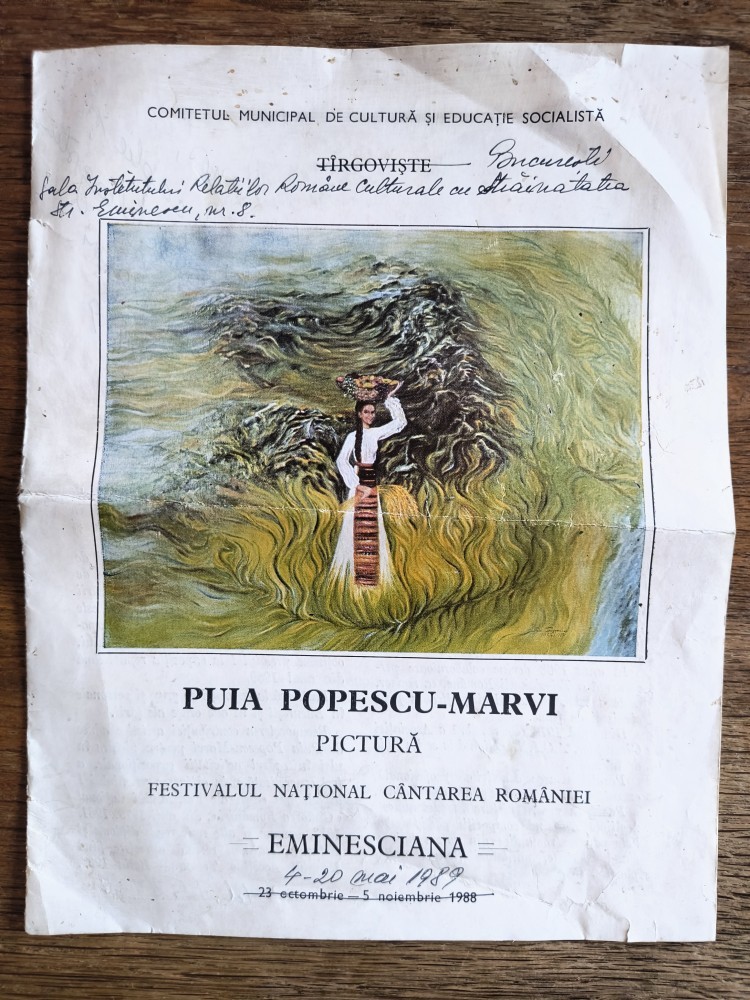 COMITETUL MUNICIPAL DE CULTURĂ ȘI EDUCAȚIE SOCIALISTĂ
TÎRGOVIȘTE București
Sala Institutului Relațiilor Române Culturale cu Străinătatea
Str. Eminescu, nr. 8.
PUIA POPESCU-MARVI
PICTURĂ
FESTIVALUL NAȚIONAL CÂNTAREA ROMÂNIEI
EMINESCIANA
4-20 mai 1989
23 octombrie — 5 noiembrie 1988